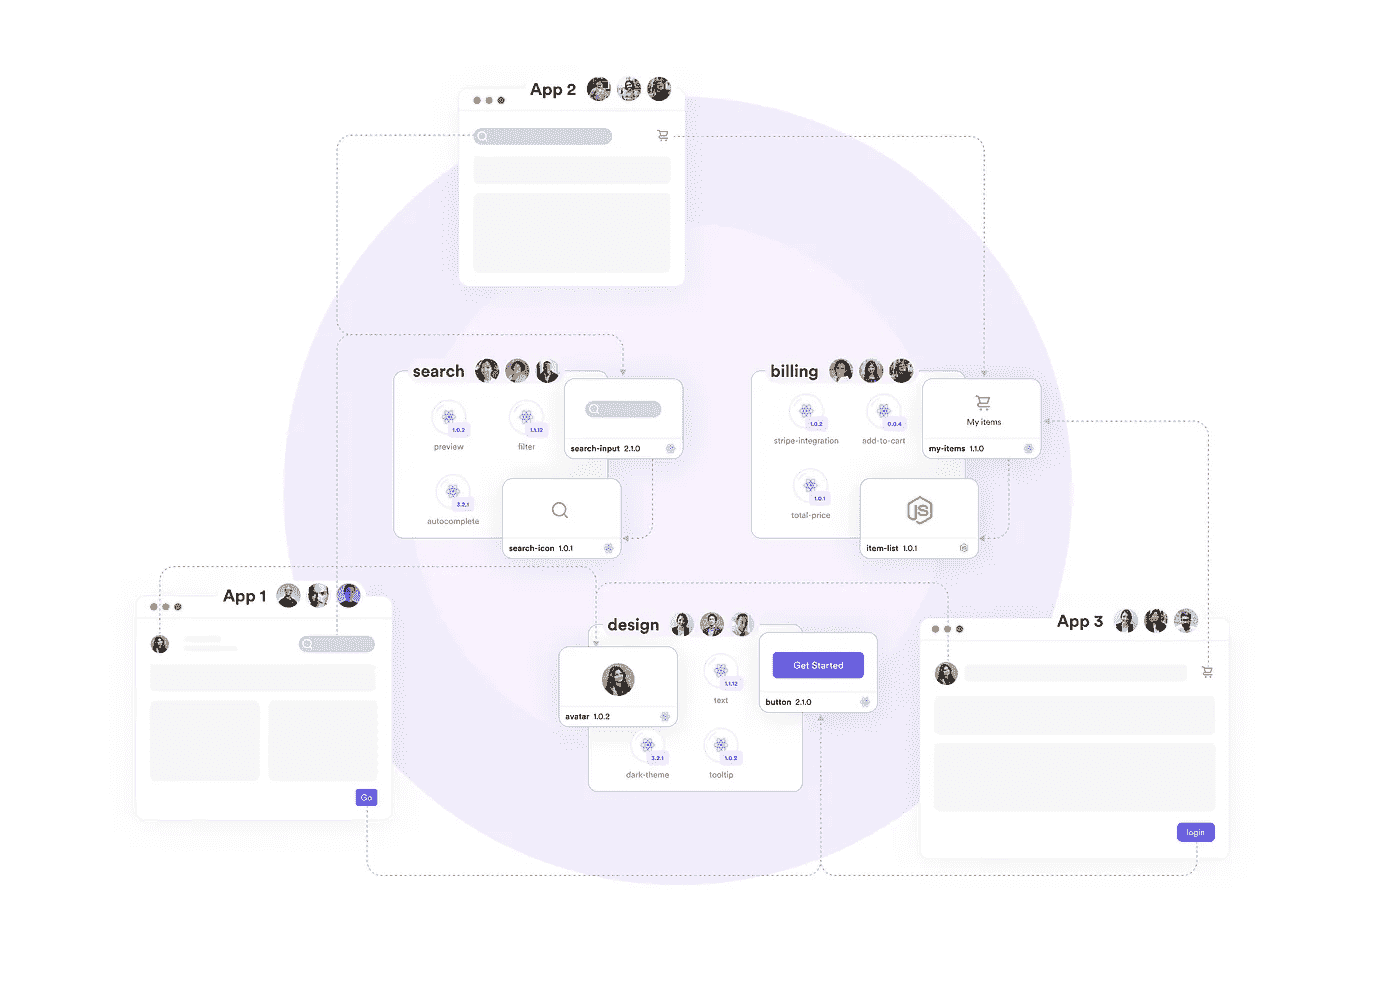 App 2
search
1.0.2
preview
1.1.12
filter
search-input 2.1.0
3.2.1
autocomplete
search-icon 1.0.1
billing
1.0.2
stripe-integration
0.0.4
add-to-cart
My items
my-items 1.1.0
1.0.1
total-price
JS
item-list 1.0.1
App 1
Go
design
avatar 1.0.2
1.1.12
text
Get Started
button 2.1.0
3.2.1
dark-theme
1.0.2
tooltip
App 3
login